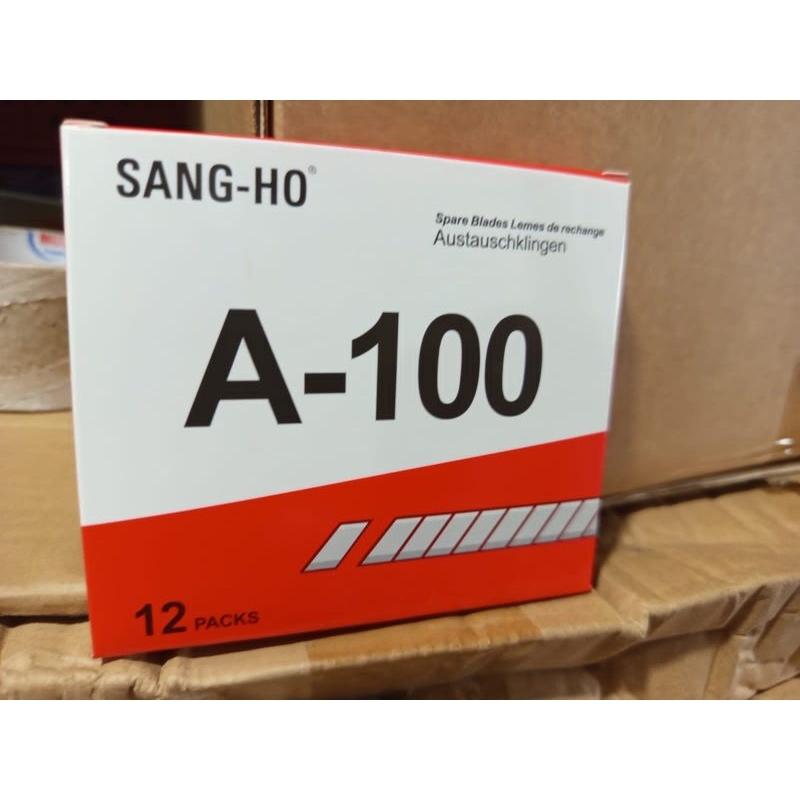 SANG-HO®
Spare Blades Lemes de rechange
Austauschklingen
A-100
12 PACKS